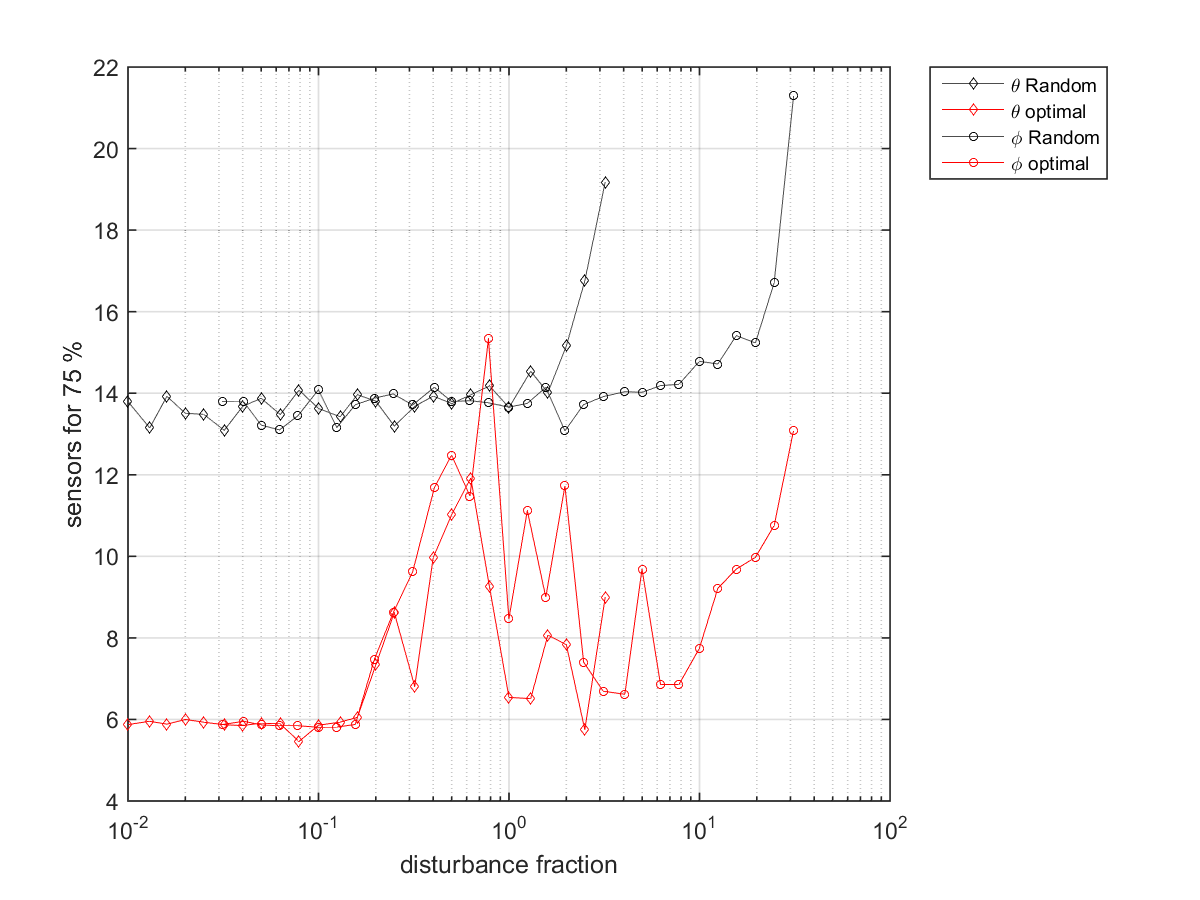 22
20
18
16
14
12
10
8
6
4
sensors for 75 %
10^-2 10^-1 10^0 10^1 10^2
disturbance fraction
θ Random
θ optimal
ϕ Random
ϕ optimal